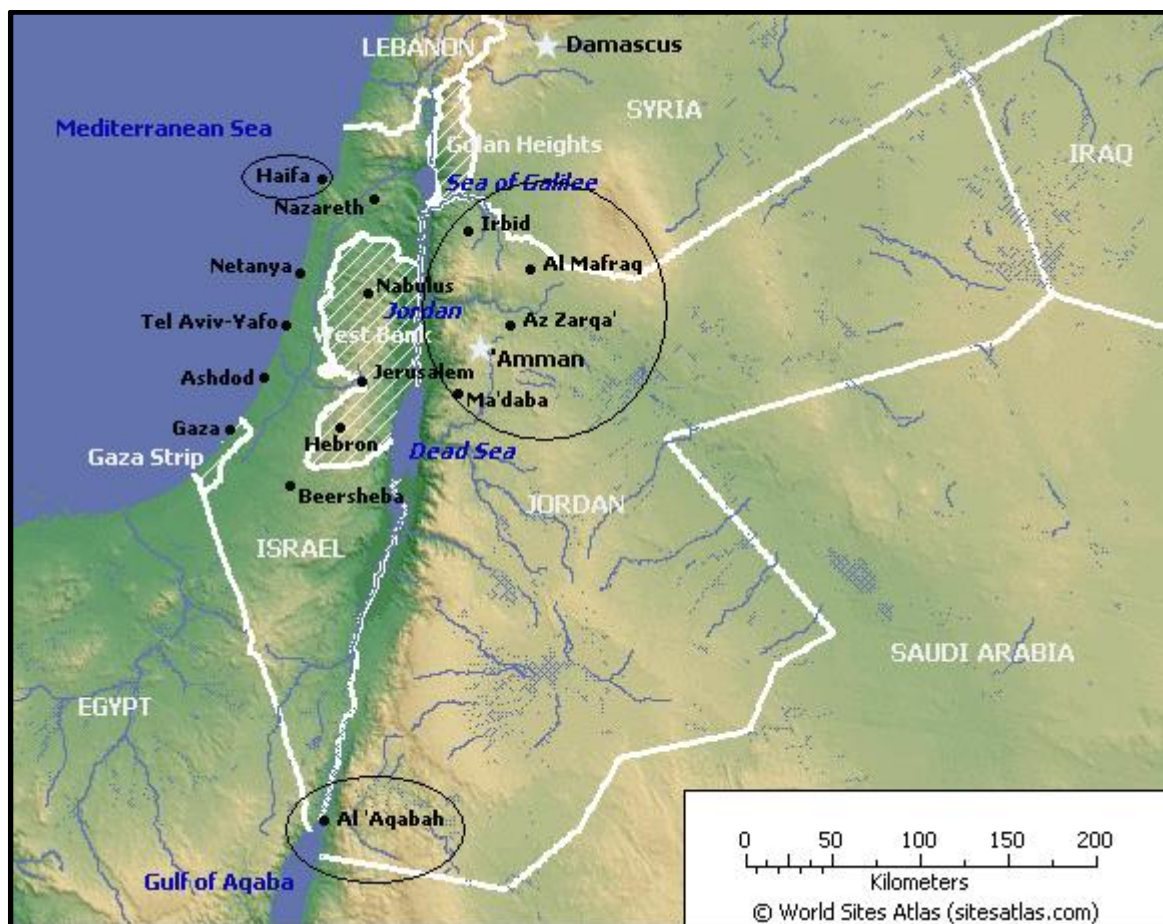 LEBANON
Damascus
SYRIA
Mediterranean Sea
Golan Heights
IRAQ
Haifa
Sea of Galilee
Nazareth
Irbid
Netanya
Al Mafraq
Nabulus
Jordan
Tel Aviv-Yafo
Az Zarqa'
West Bank
Amman
Ashdod
Jerusalem
Ma'daba
Gaza
Hebron
Dead Sea
Gaza Strip
Beersheba
JORDAN
ISRAEL
SAUDI ARABIA
EGYPT
Al 'Aqabah
Gulf of Aqaba
0 50 100 150 200
Kilometers
© World Sites Atlas (sitesatlas.com)